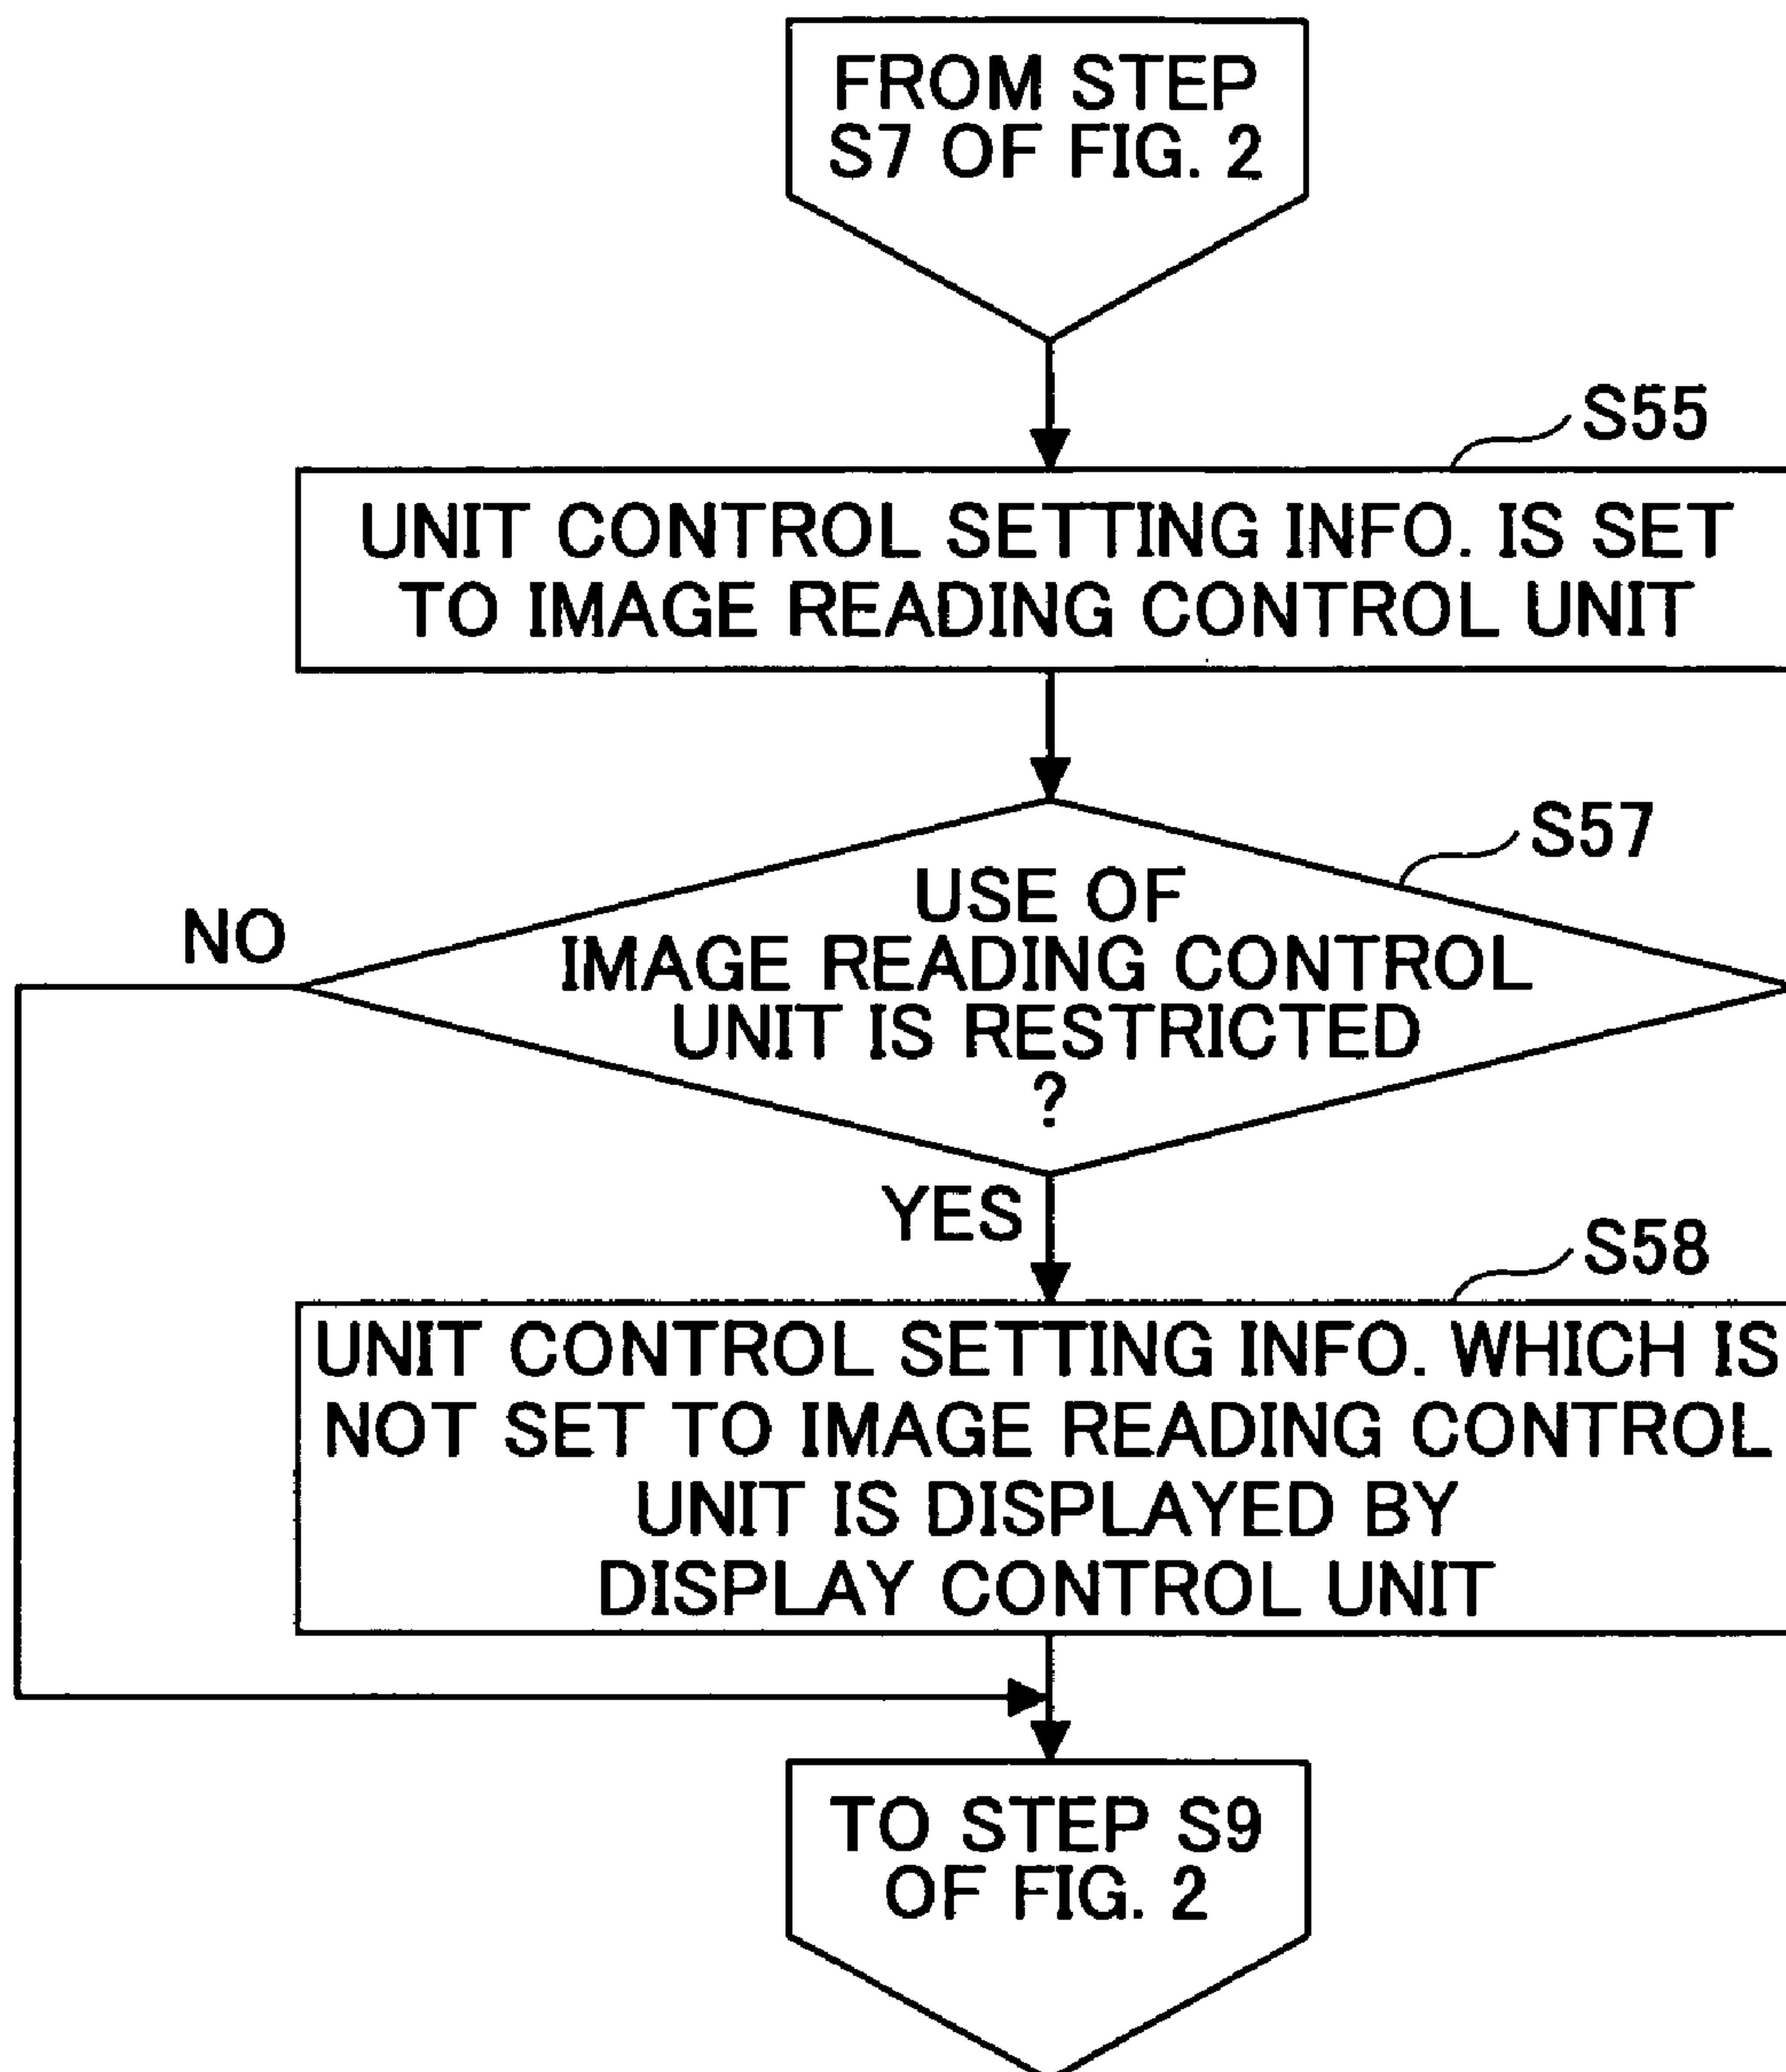 FROM STEP
S7 OF FIG. 2
S55
UNIT CONTROL SETTING INFO. IS SET
TO IMAGE READING CONTROL UNIT
S57
USE OF
IMAGE READING CONTROL
UNIT IS RESTRICTED
?
NO
YES
S58
UNIT CONTROL SETTING INFO. WHICH IS
NOT SET TO IMAGE READING CONTROL
UNIT IS DISPLAYED BY
DISPLAY CONTROL UNIT
TO STEP S9
OF FIG. 2